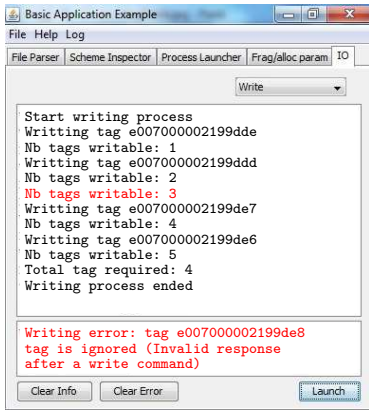 Basic Application Example
File Help Log
File Parser Scheme Inspector Process Launcher Frag/alloc param IO
Write
Start writing process
Writting tag e007000002199dde
Nb tags writable: 1
Writting tag e007000002199ddd
Nb tags writable: 2
Nb tags writable: 3
Writting tag e007000002199de7
Nb tags writable: 4
Writting tag e007000002199de6
Nb tags writable: 5
Total tag required: 4
Writing process ended
Writing error: tag e007000002199de8
tag is ignored (Invalid response
after a write command)
Clear Info Clear Error Launch